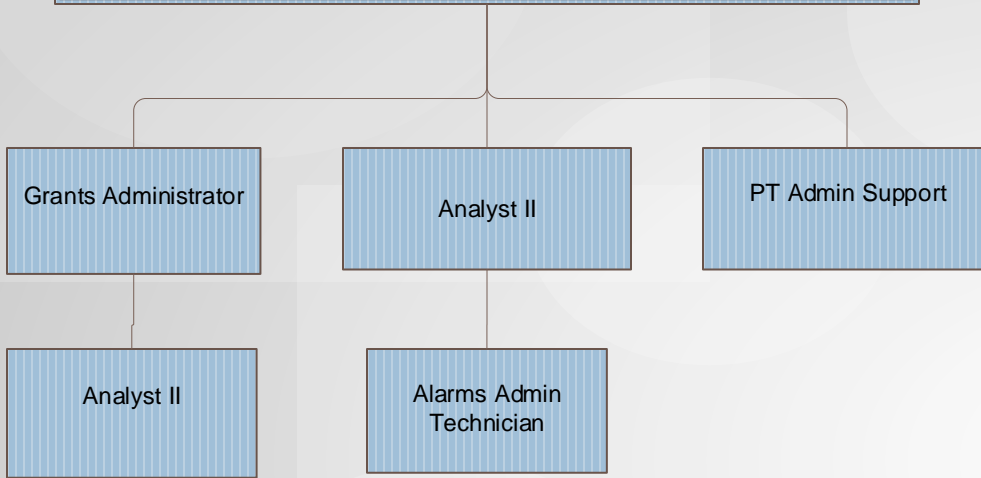 Grants Administrator
Analyst II
PT Admin Support
Analyst II
Alarms Admin
Technician